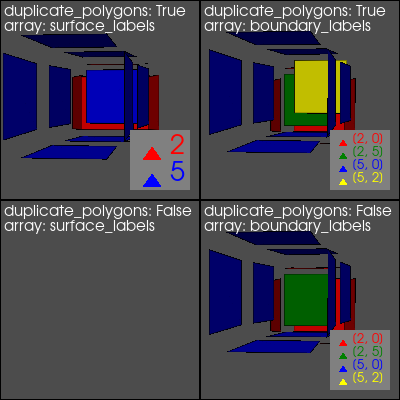 duplicate_polygons: True
array: surface_labels
2
5
duplicate_polygons: True
array: boundary_labels
(2, 0)
(2, 5)
(5, 0)
(5, 2)
duplicate_polygons: False
array: surface_labels
duplicate_polygons: False
array: boundary_labels
(2, 0)
(2, 5)
(5, 0)
(5, 2)